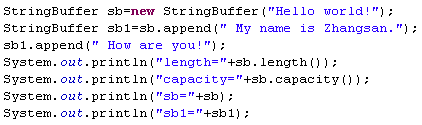 StringBuffer sb=new StringBuffer("Hello world!");
StringBuffer sb1=sb.append(" My name is Zhangsan.");
sb1.append(" How are you!");
System.out.println("length="+sb.length());
System.out.println("capacity="+sb.capacity());
System.out.println("sb="+sb);
System.out.println("sb1="+sb1);